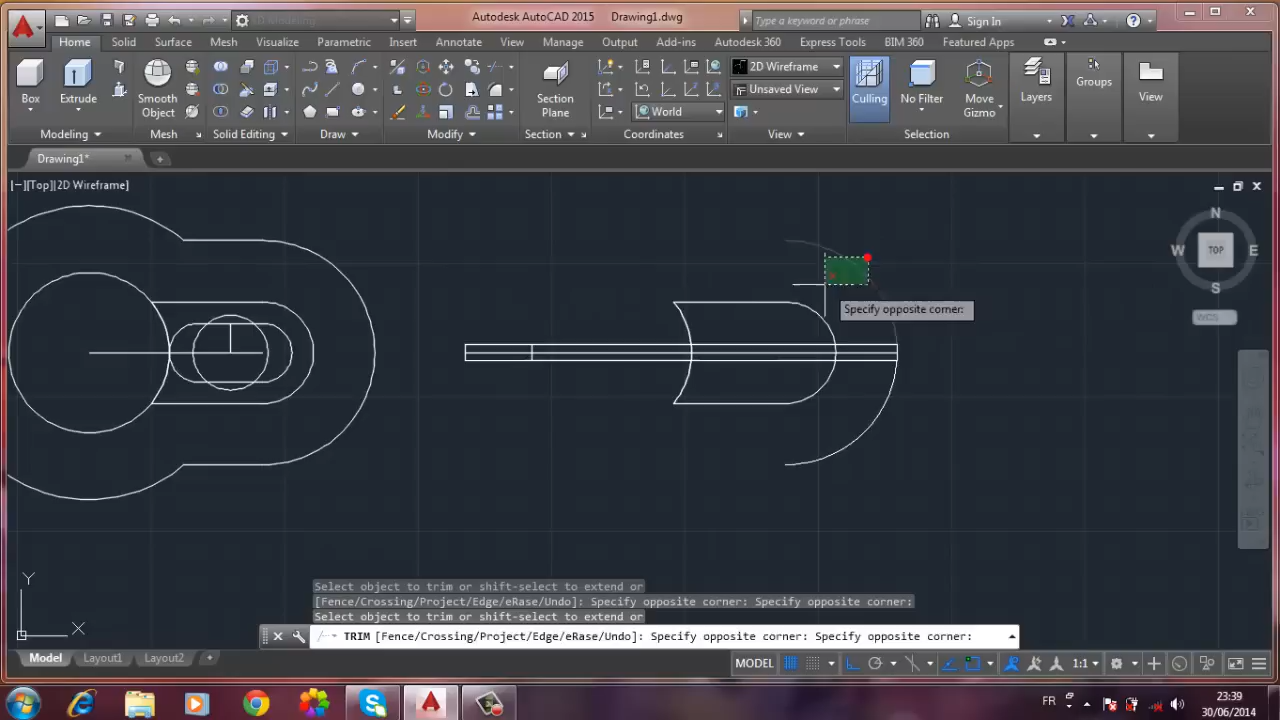 3D Modeling
Autodesk AutoCAD 2015 Drawing1.dwg
Type a keyword or phrase
Sign In
Home Solid Surface Mesh Visualize Parametric Insert Annotate View Manage Output Add-ins Autodesk 360 Express Tools BIM 360 Featured Apps
Box
Extrude
Smooth
Object
Section
Plane
World
2D Wireframe
Unsaved View
Culling
No Filter
Move
Gizmo
Layers
Groups
View
Modeling Mesh Solid Editing Draw Modify Section Coordinates View Selection
Drawing1*
[−][Top][2D Wireframe]
N
W TOP E
S
WCS
Specify opposite corner:
Y
X
Select object to trim or shift-select to extend or
[Fence/Crossing/Project/Edge/eRase/Undo]: Specify opposite corner: Specify opposite corner:
Select object to trim or shift-select to extend or
TRIM [Fence/Crossing/Project/Edge/eRase/Undo]: Specify opposite corner: Specify opposite corner:
Model Layout1 Layout2
MODEL
1:1
FR
23:39
30/06/2014